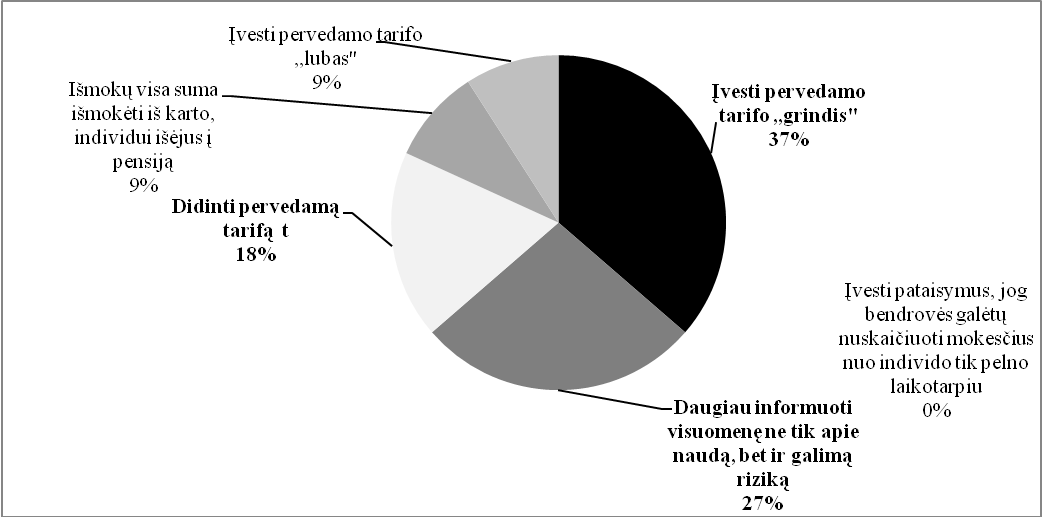 Įvesti pervedamo tarifo
„lubas"
9%
Išmokų visa suma
išmokėti iš karto,
individui išėjus į
pensiją
9%
Didinti pervedamą
tarifą t
18%
Įvesti pervedamo
tarifo „grindis"
37%
Įvesti pataisymus, jog
bendrovės galėtų
nuskaičiuoti mokesčius
nuo individo tik pelno
laikotarpiu
0%
Daugiau informuoti
visuomenę ne tik apie
naudą, bet ir galimą
riziką
27%